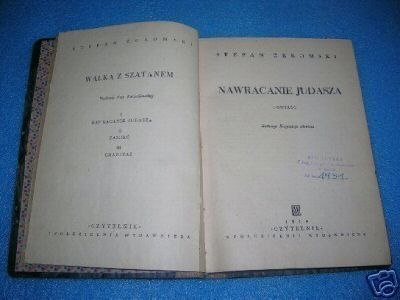 STEFAN ŻEROMSKI
WALKA Z SZATANEM
I
NAWRACANIE JUDASZA
II
ZAMIEĆ
III
CHARITAS
„CZYTELNIK”
SPÓŁDZIELNIA WYDAWNICZA
STEFAN ŻEROMSKI
NAWRACANIE JUDASZA
POWIEŚĆ
„CZYTELNIK”
SPÓŁDZIELNIA WYDAWNICZA
eBay